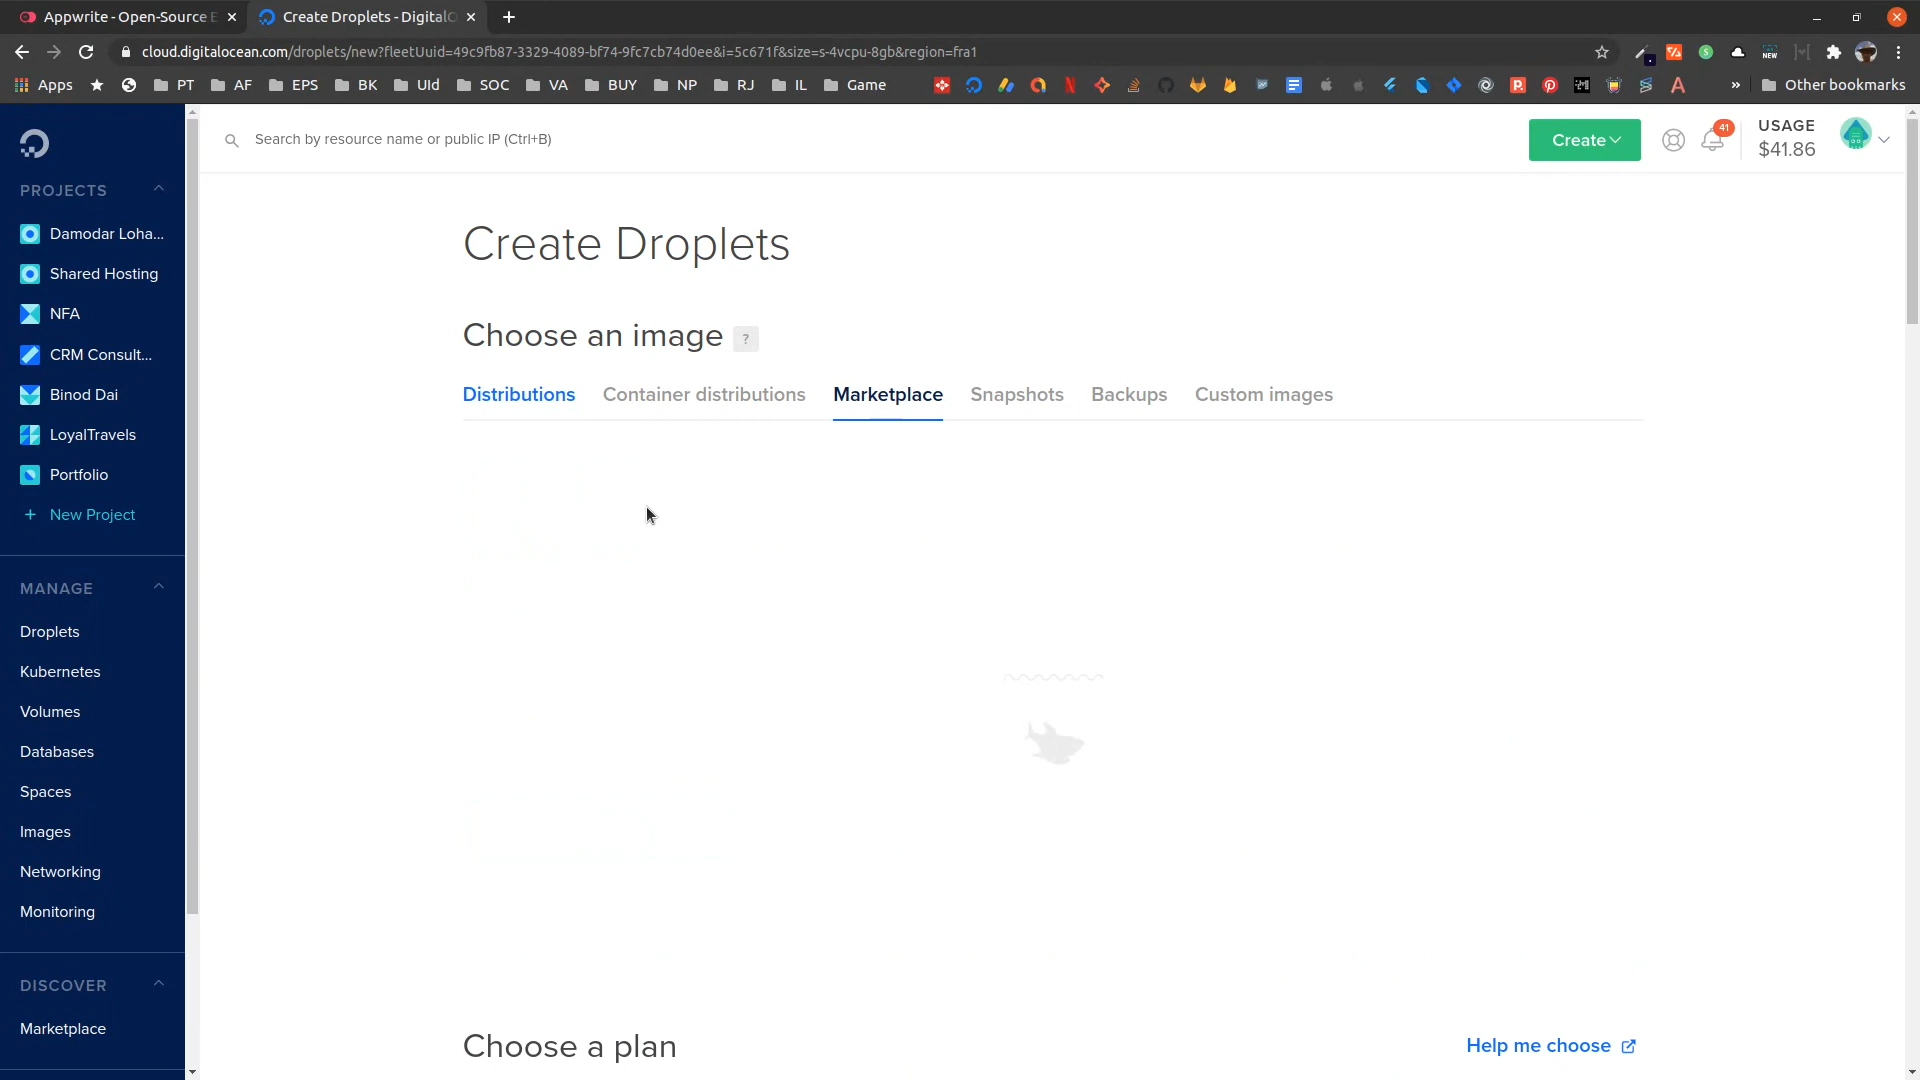 Appwrite - Open-Source E
Create Droplets - DigitalO
cloud.digitalocean.com/droplets/new?fleetUuid=49c9fb87-3329-4089-bf74-9fc7cb74d0ee&i=5c671f&size=s-4vcpu-8gb&region=fra1
Apps PT AF EPS BK UId SOC VA BUY NP RJ IL Game » Other bookmarks
Search by resource name or public IP (Ctrl+B)
Create
41
USAGE
$41.86
PROJECTS
Damodar Loha...
Shared Hosting
NFA
CRM Consult...
Binod Dai
LoyalTravels
Portfolio
+ New Project
MANAGE
Droplets
Kubernetes
Volumes
Databases
Spaces
Images
Networking
Monitoring
DISCOVER
Marketplace
Create Droplets
Choose an image ?
Distributions Container distributions Marketplace Snapshots Backups Custom images
Choose a plan
Help me choose